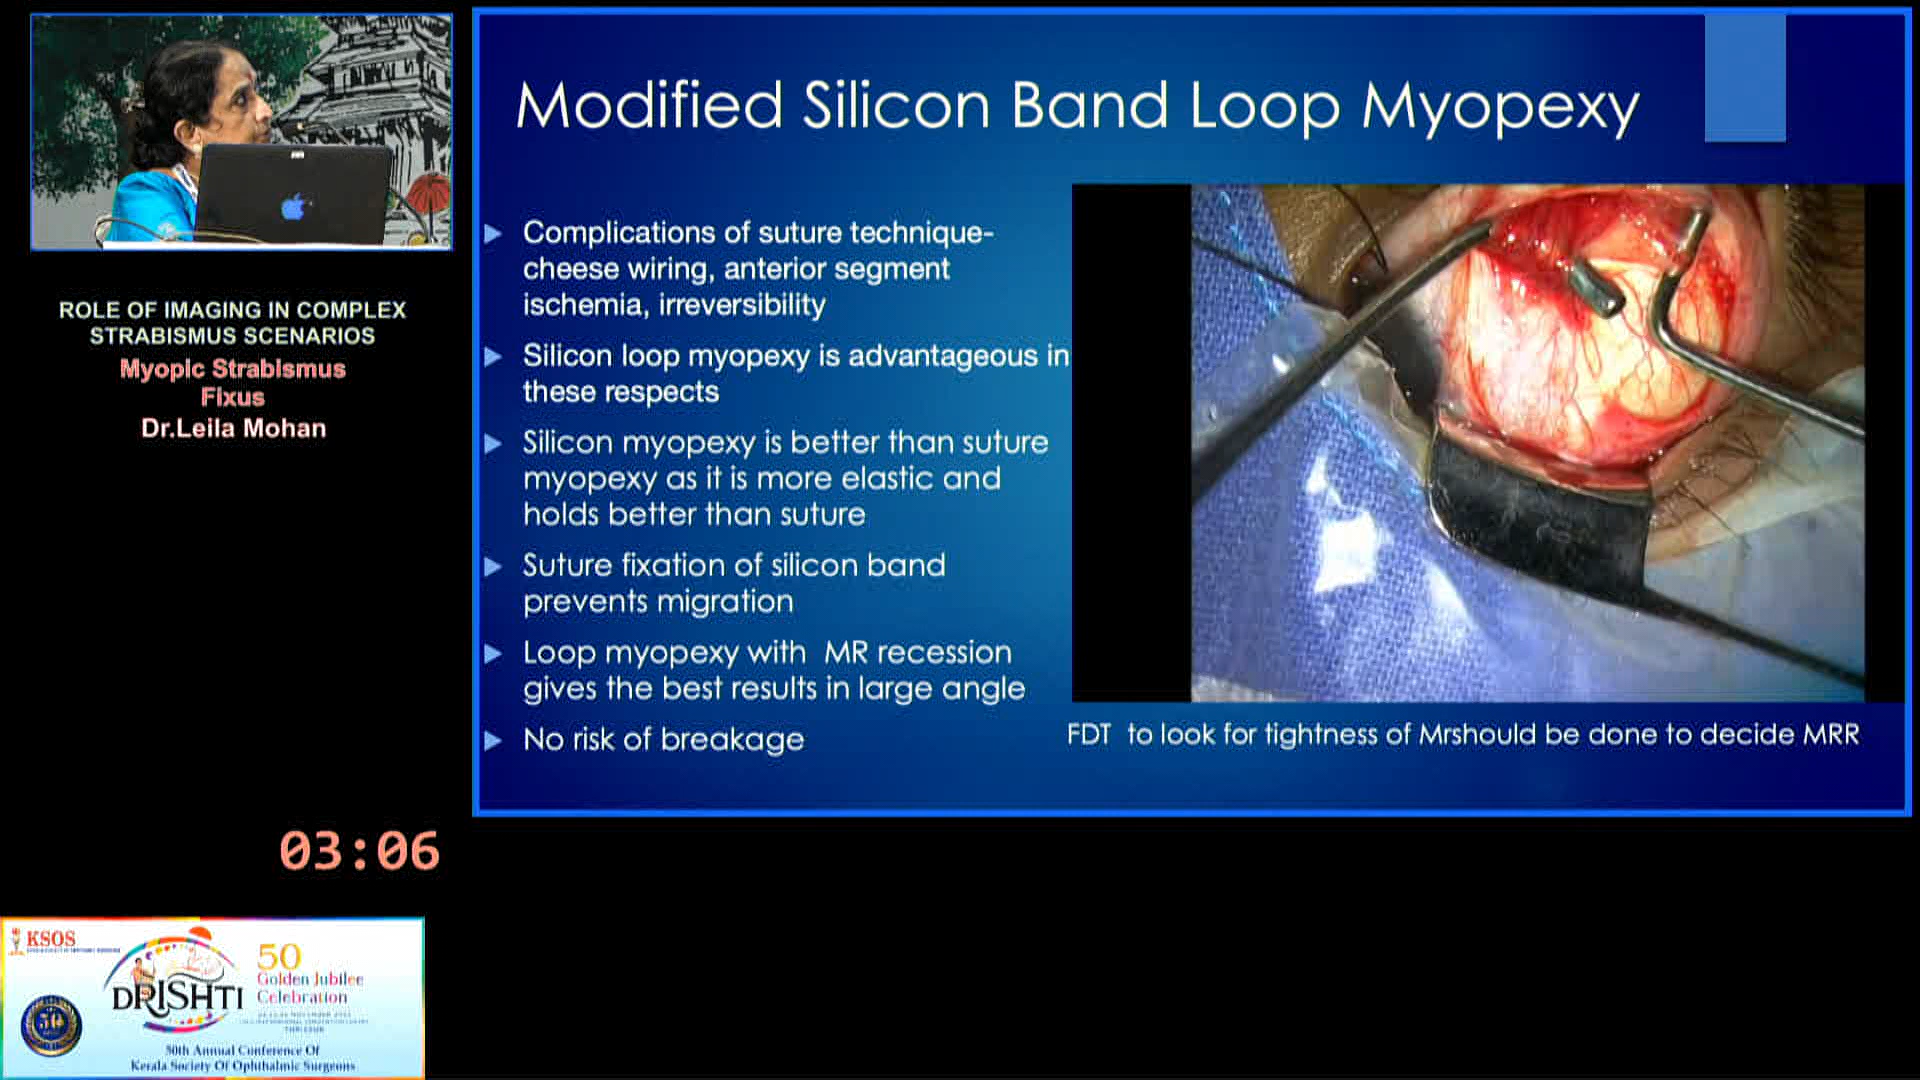 ROLE OF IMAGING IN COMPLEX
STRABISMUS SCENARIOS
Myopic Strabismus
Fixus
Dr.Leila Mohan
03:06
KSOS
DRISHTI
50
Golden Jubilee
Celebration
50th Annual Conference Of
Kerala Society Of Ophthalmic Surgeons
Modified Silicon Band Loop Myopexy
Complications of suture technique-
cheese wiring, anterior segment
ischemia, irreversibility
Silicon loop myopexy is advantageous in
these respects
Silicon myopexy is better than suture
myopexy as it is more elastic and
holds better than suture
Suture fixation of silicon band
prevents migration
Loop myopexy with MR recession
gives the best results in large angle
No risk of breakage
FDT to look for tightness of Mrshould be done to decide MRR